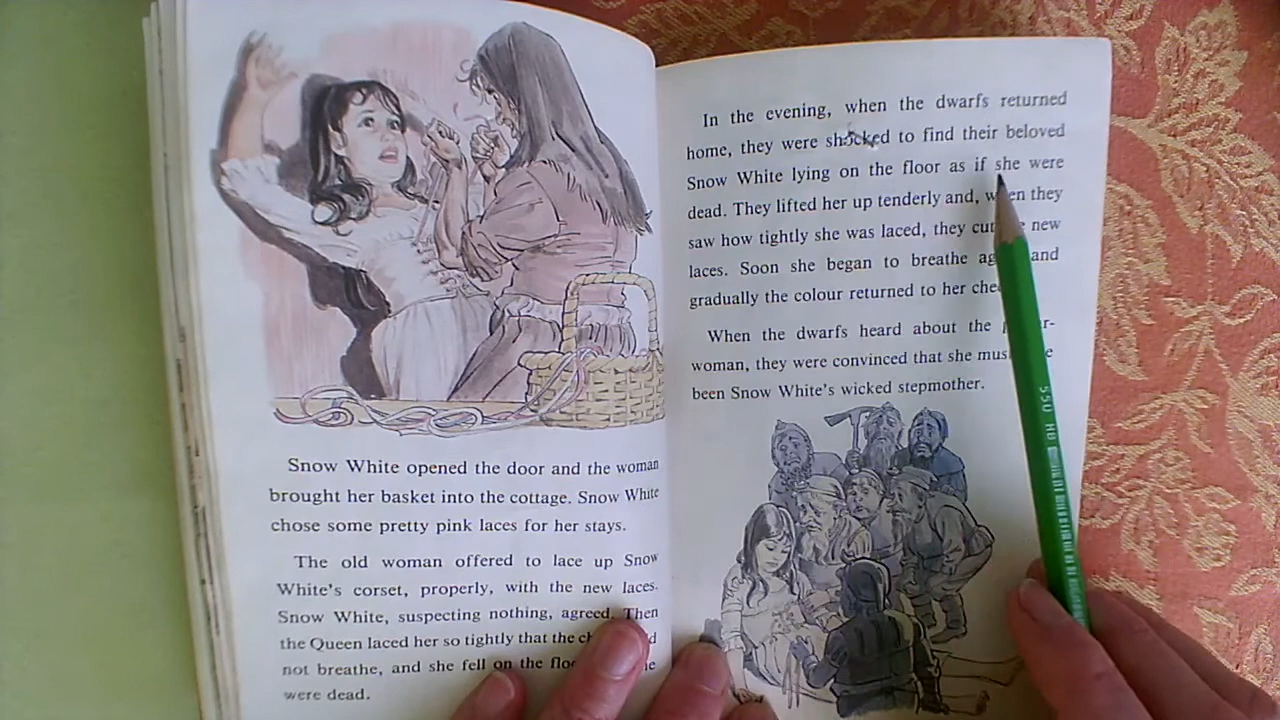 Snow White opened the door and the woman
brought her basket into the cottage. Snow White
chose some pretty pink laces for her stays.
The old woman offered to lace up Snow
White's corset, properly, with the new laces.
Snow White, suspecting nothing, agreed. Then
the Queen laced her so tightly that the
not breathe, and she fell on the
were dead.
In the evening, when the dwarfs returned
home, they were shocked to find their beloved
Snow White lying on the floor as if she were
dead. They lifted her up tenderly and, when they
saw how tightly she was laced, they cut new
laces. Soon she began to breathe and
gradually the colour returned to her
When the dwarfs heard about the
woman, they were convinced that she
been Snow White's wicked stepmother.
550 HB